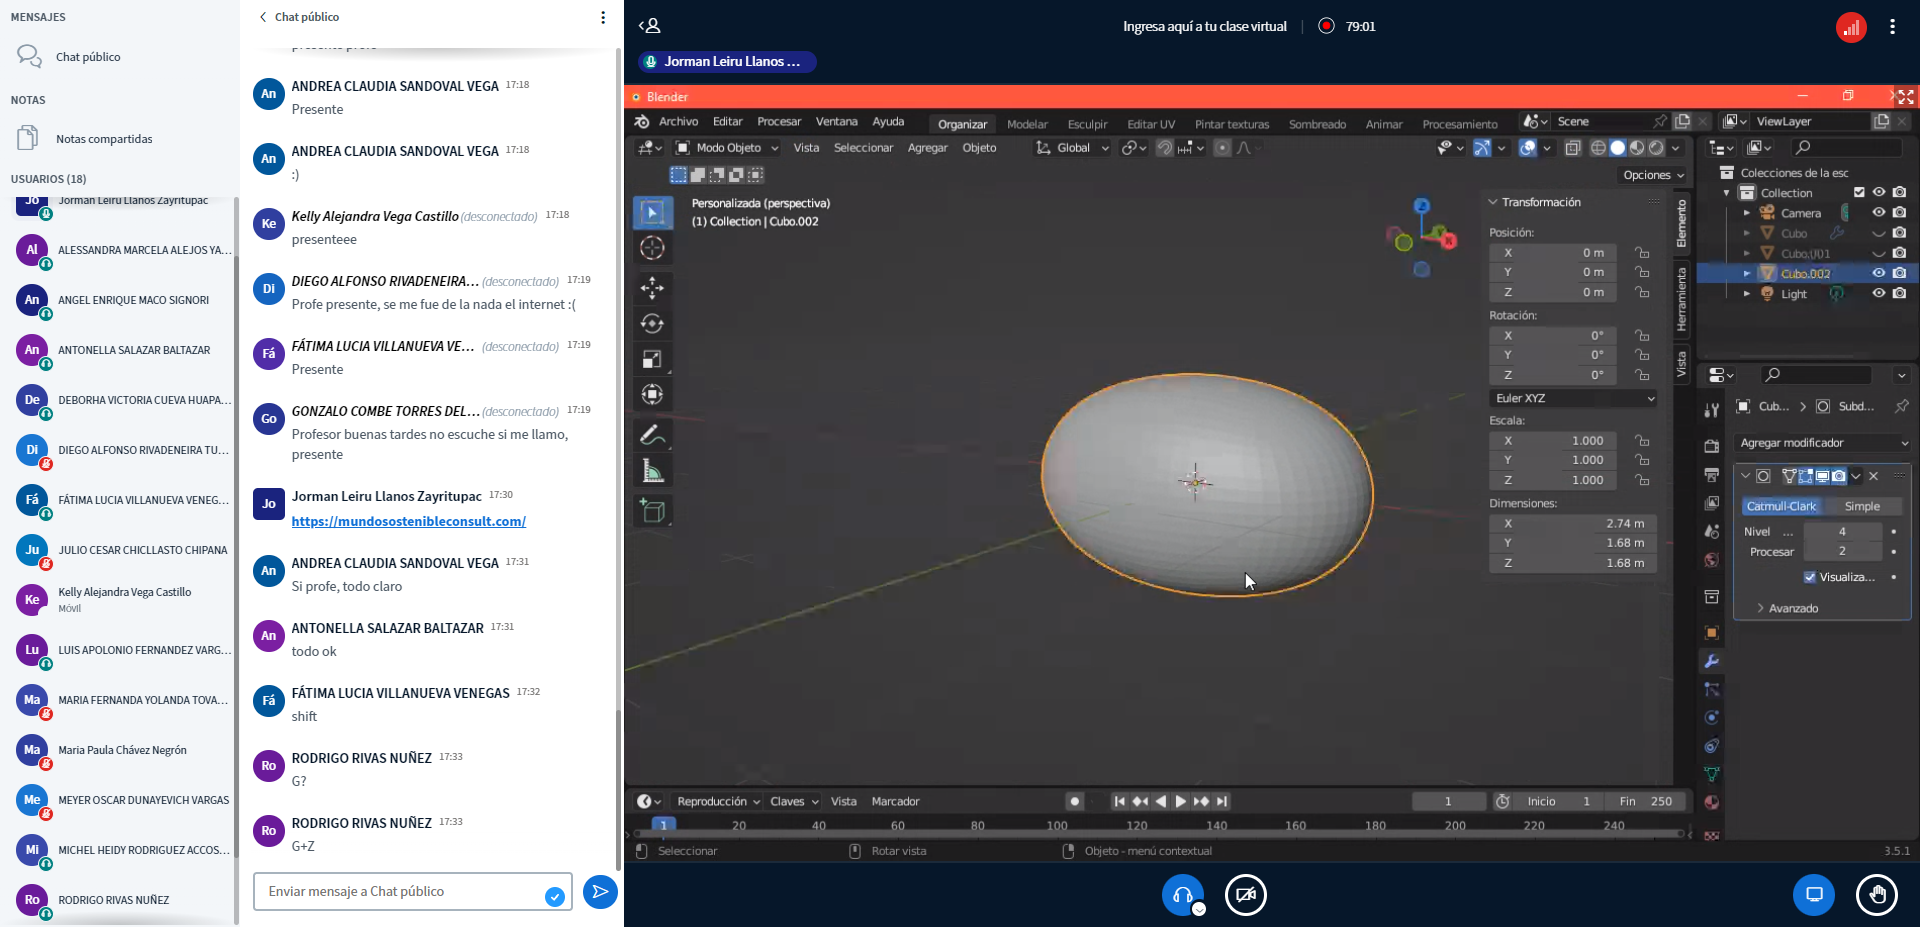 MENSAJES
Chat público
NOTAS
Notas compartidas
USUARIOS (18)
Jo
Jorman Leiru Llanos Zayritupac
Al
ALESSANDRA MARCELA ALEJOS YA...
An
ANGEL ENRIQUE MACO SIGNORI
An
ANTONELLA SALAZAR BALTAZAR
De
DEBORHA VICTORIA CUEVA HUAPA...
Di
DIEGO ALFONSO RIVADENEIRA TU...
Fá
FÁTIMA LUCIA VILLANUEVA VENEG...
Ju
JULIO CESAR CHICLLASTO CHIPANA
Ke
Kelly Alejandra Vega Castillo
Móvil
Lu
LUIS APOLONIO FERNANDEZ VARG...
Ma
MARIA FERNANDA YOLANDA TOVA...
Ma
Maria Paula Chávez Negrón
Me
MEYER OSCAR DUNAYEVICH VARGAS
Mi
MICHEL HEIDY RODRIGUEZ ACCOS...
Ro
RODRIGO RIVAS NUÑEZ
Chat público
presente profe
An
ANDREA CLAUDIA SANDOVAL VEGA 17:18
Presente
An
ANDREA CLAUDIA SANDOVAL VEGA 17:18
:)
Ke
Kelly Alejandra Vega Castillo (desconectado) 17:18
presenteee
Di
DIEGO ALFONSO RIVADENEIRA... (desconectado) 17:19
Profe presente, se me fue de la nada el internet :(
Fá
FÁTIMA LUCIA VILLANUEVA VE... (desconectado) 17:19
Presente
Go
GONZALO COMBE TORRES DEL... (desconectado) 17:19
Profesor buenas tardes no escuche si me llamo,
presente
Jo
Jorman Leiru Llanos Zayritupac 17:30
https://mundosostenibleconsult.com/
An
ANDREA CLAUDIA SANDOVAL VEGA 17:31
Si profe, todo claro
An
ANTONELLA SALAZAR BALTAZAR 17:31
todo ok
Fá
FÁTIMA LUCIA VILLANUEVA VENEGAS 17:32
shift
Ro
RODRIGO RIVAS NUÑEZ 17:33
G?
Ro
RODRIGO RIVAS NUÑEZ 17:33
G+Z
Enviar mensaje a Chat público
Ingresa aquí a tu clase virtual | 79:01
Jorman Leiru Llanos ...
Blender
Archivo Editar Procesar Ventana Ayuda Organizar Modelar Esculpir Editar UV Pintar texturas Sombreado Animar Procesamiento Scene ViewLayer
Modo Objeto Vista Seleccionar Agregar Objeto Global
Opciones
Personalizada (perspectiva)
(1) Collection | Cubo.002
Z
X
Transformación
Posición:
X 0 m
Y 0 m
Z 0 m
Rotación:
X 0°
Y 0°
Z 0°
Euler XYZ
Escala:
X 1.000
Y 1.000
Z 1.000
Dimensiones:
X 2.74 m
Y 1.68 m
Z 1.68 m
Elemento
Herramienta
Vista
Colecciones de la esc
Collection
Camera
Cubo
Cubo.001
Cubo.002
Light
Cub... > Subd...
Agregar modificador
Catmull-Clark Simple
Nivel ... 4
Procesar 2
Visualiza...
Avanzado
Reproducción Claves Vista Marcador 1 Inicio 1 Fin 250
1 20 40 60 80 100 120 140 160 180 200 220 240
Seleccionar Rotar vista Objeto - menú contextual 3.5.1